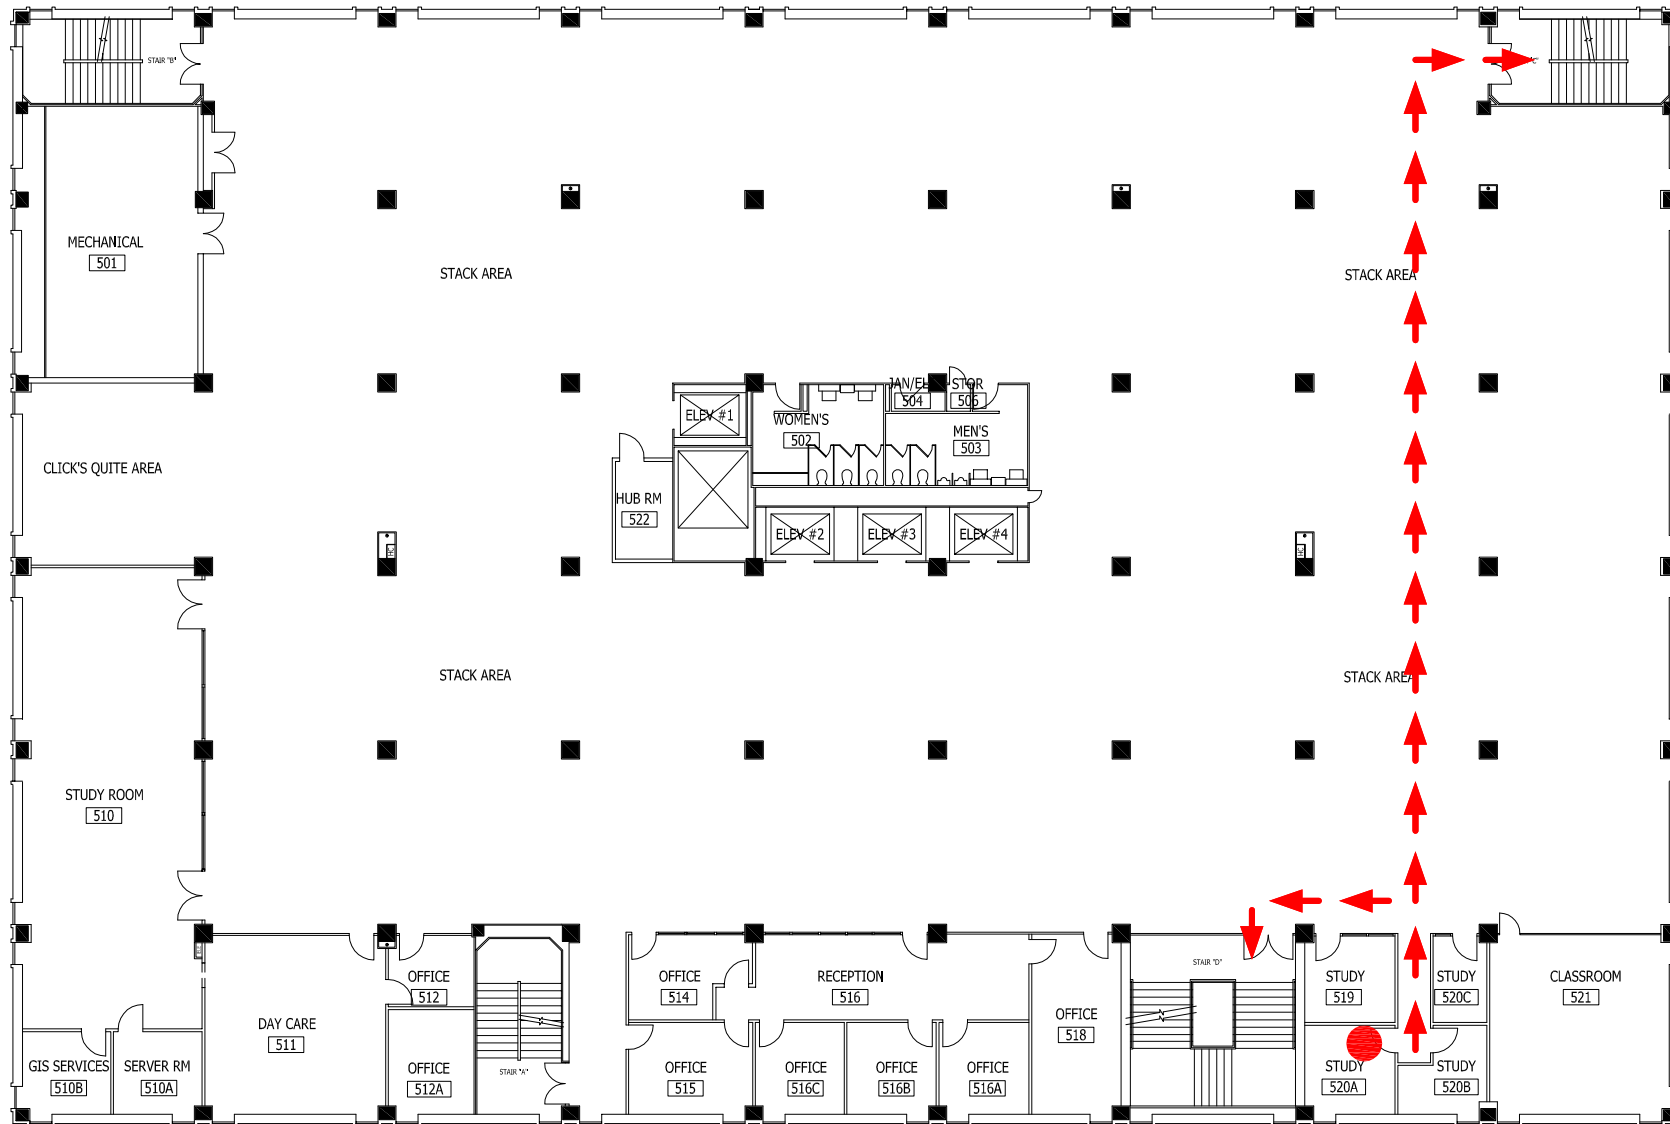 STAIR "B"
MECHANICAL
501
STACK AREA
STACK AREA
JAN/EL
504
STOR
506
ELEV #1
WOMEN'S
502
MEN'S
503
CLICK'S QUITE AREA
HUB RM
522
ELEV #2
ELEV #3
ELEV #4
HC
HC
STACK AREA
STACK AREA
STUDY ROOM
510
STAIR "D"
OFFICE
512
OFFICE
514
RECEPTION
516
STUDY
519
STUDY
520C
CLASSROOM
521
DAY CARE
511
OFFICE
518
GIS SERVICES
510B
SERVER RM
510A
OFFICE
512A
STAIR "A"
OFFICE
515
OFFICE
516C
OFFICE
516B
OFFICE
516A
STUDY
520A
STUDY
520B